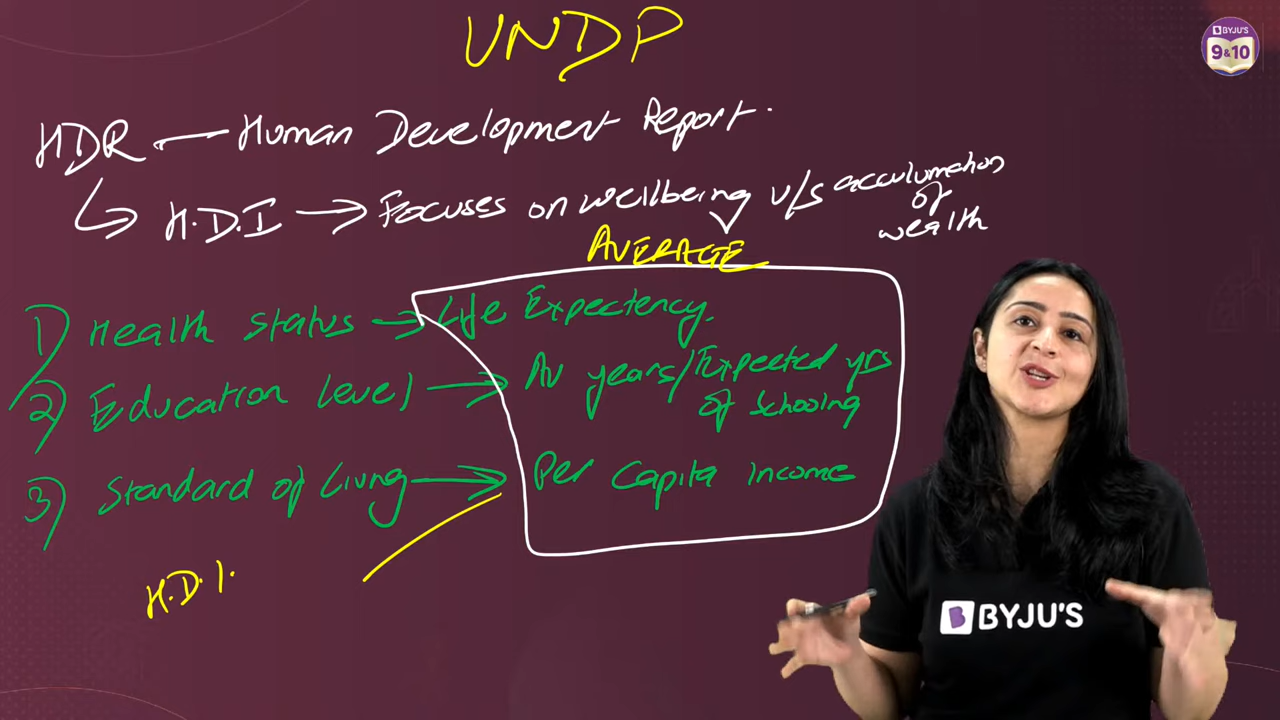 UNDP
BYJU'S
9&10
HDR — Human Development Report.
H.D.I → Focuses on wellbeing v/s acculumation
of
wealth
AVERAGE
1) Health status → Life Expectency.
2) Education level → Av years/Expected yrs
of Schooling
3) Standard of Living → Per Capita income
H.D.I.
BYJU'S